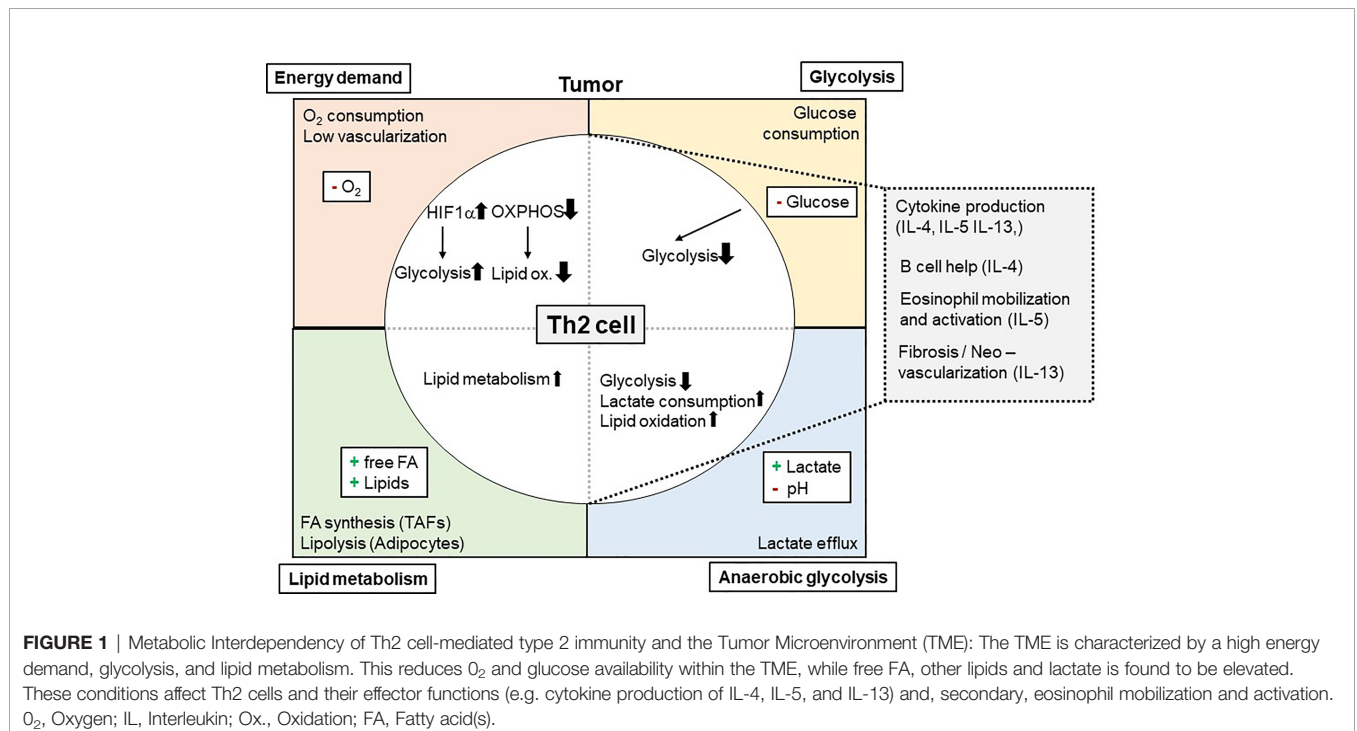 Energy demand
Tumor
Glycolysis
O₂ consumption
Low vascularization
- O₂
Glucose
consumption
- Glucose
HIF1α OXPHOS
Glycolysis Lipid ox.
Glycolysis
Th2 cell
Lipid metabolism
Glycolysis
Lactate consumption
Lipid oxidation
+ free FA
+ Lipids
FA synthesis (TAFs)
Lipolysis (Adipocytes)
Lipid metabolism
+ Lactate
- pH
Lactate efflux
Anaerobic glycolysis
Cytokine production
(IL-4, IL-5 IL-13,)
B cell help (IL-4)
Eosinophil mobilization
and activation (IL-5)
Fibrosis / Neo –
vascularization (IL-13)
FIGURE 1 | Metabolic Interdependency of Th2 cell-mediated type 2 immunity and the Tumor Microenvironment (TME): The TME is characterized by a high energy
demand, glycolysis, and lipid metabolism. This reduces 0₂ and glucose availability within the TME, while free FA, other lipids and lactate is found to be elevated.
These conditions affect Th2 cells and their effector functions (e.g. cytokine production of IL-4, IL-5, and IL-13) and, secondary, eosinophil mobilization and activation.
0₂, Oxygen; IL, Interleukin; Ox., Oxidation; FA, Fatty acid(s).